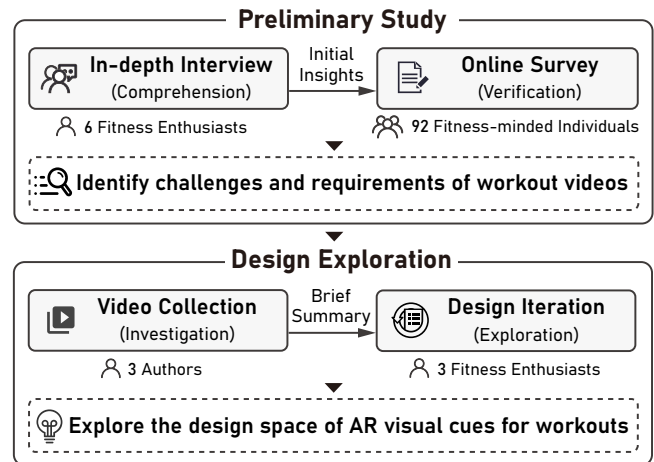 Preliminary Study
In-depth Interview
(Comprehension)
Initial
Insights
Online Survey
(Verification)
6 Fitness Enthusiasts
92 Fitness-minded Individuals
Identify challenges and requirements of workout videos
Design Exploration
Video Collection
(Investigation)
Brief
Summary
Design Iteration
(Exploration)
3 Authors
3 Fitness Enthusiasts
Explore the design space of AR visual cues for workouts